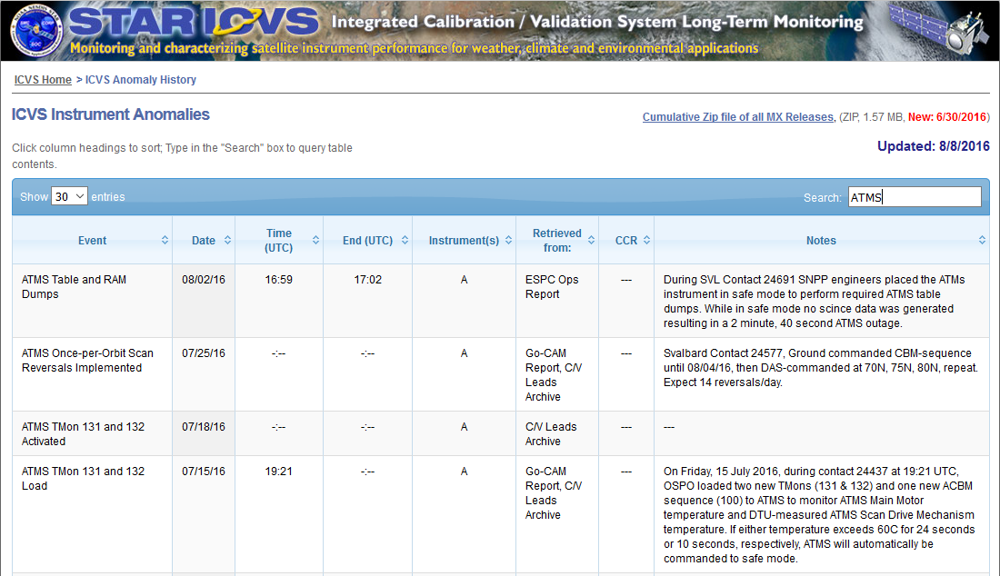 STAR ICVS Integrated Calibration / Validation System Long-Term Monitoring
Monitoring and characterizing satellite instrument performance for weather, climate and environmental applications
ICVS Home > ICVS Anomaly History
ICVS Instrument Anomalies
Cumulative Zip file of all MX Releases, (ZIP, 1.57 MB, New: 6/30/2016)
Updated: 8/8/2016
Click column headings to sort; Type in the "Search" box to query table
contents.
Show 30 entries
Search: ATMS
Event
Date
Time
(UTC)
End (UTC)
Instrument(s)
Retrieved
from:
CCR
Notes
ATMS Table and RAM
Dumps
08/02/16
16:59
17:02
A
ESPC Ops
Report
---
During SVL Contact 24691 SNPP engineers placed the ATMs
instrument in safe mode to perform required ATMS table
dumps. While in safe mode no scince data was generated
resulting in a 2 minute, 40 second ATMS outage.
ATMS Once-per-Orbit Scan
Reversals Implemented
07/25/16
-:--
-:--
A
Go-CAM
Report, C/V
Leads
Archive
---
Svalbard Contact 24577, Ground commanded CBM-sequence
until 08/04/16, then DAS-commanded at 70N, 75N, 80N, repeat.
Expect 14 reversals/day.
ATMS TMon 131 and 132
Activated
07/18/16
-:--
-:--
A
C/V Leads
Archive
---
---
ATMS TMon 131 and 132
Load
07/15/16
19:21
-:--
A
Go-CAM
Report, C/V
Leads
Archive
---
On Friday, 15 July 2016, during contact 24437 at 19:21 UTC,
OSPO loaded two new TMons (131 & 132) and one new ACBM
sequence (100) to ATMS to monitor ATMS Main Motor
temperature and DTU-measured ATMS Scan Drive Mechanism
temperature. If either temperature exceeds 60C for 24 seconds
or 10 seconds, respectively, ATMS will automatically be
commanded to safe mode.